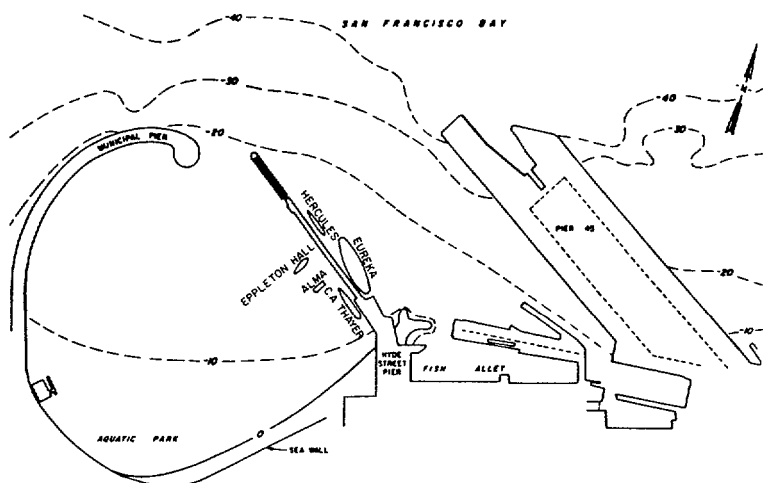 SAN FRANCISCO BAY
-40
-30
-40
-30
-20
MUNICIPAL PIER
N
HERCULES
EUREKA
EPPLETON HALL
ALMA
C A THAYER
PIER 45
-20
-10
-10
HYDE
STREET
PIER
FISH ALLEY
AQUATIC PARK
0
SEA WALL